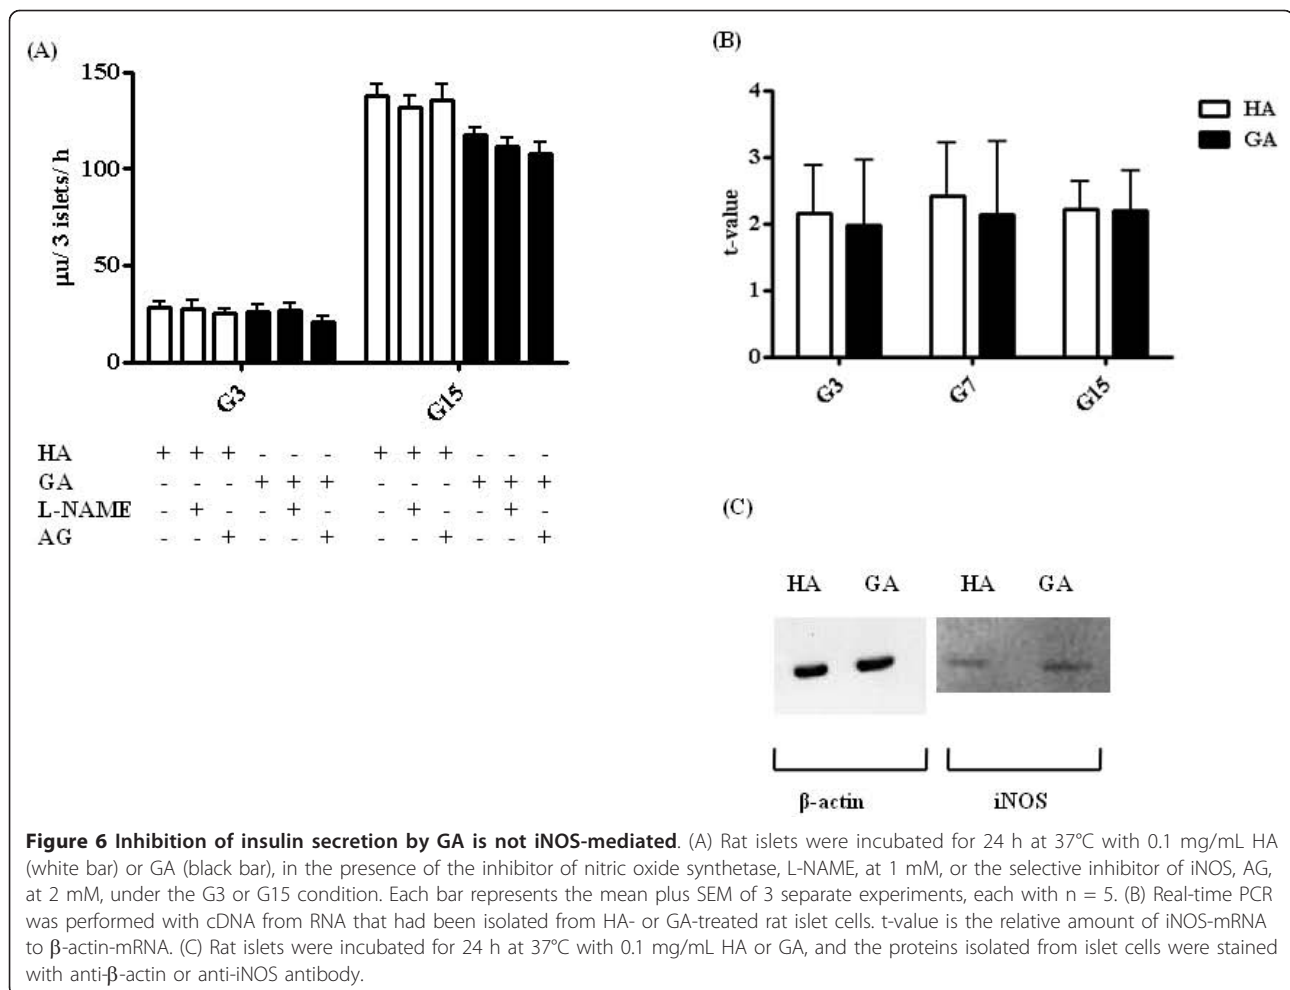 (A)
150
100
50
0
μu/ 3 islets/ h
G3 G15
HA + + + - - - + + + - - -
GA - - - + + + - - - + + +
L-NAME - + - - + - - + - - + -
AG - - + - - + - - + - - +
(B)
4
3
2
1
0
t-value
G3 G7 G15
HA
GA
(C)
HA GA HA GA
β-actin iNOS
Figure 6 Inhibition of insulin secretion by GA is not iNOS-mediated. (A) Rat islets were incubated for 24 h at 37°C with 0.1 mg/mL HA
(white bar) or GA (black bar), in the presence of the inhibitor of nitric oxide synthetase, L-NAME, at 1 mM, or the selective inhibitor of iNOS, AG,
at 2 mM, under the G3 or G15 condition. Each bar represents the mean plus SEM of 3 separate experiments, each with n = 5. (B) Real-time PCR
was performed with cDNA from RNA that had been isolated from HA- or GA-treated rat islet cells. t-value is the relative amount of iNOS-mRNA
to β-actin-mRNA. (C) Rat islets were incubated for 24 h at 37°C with 0.1 mg/mL HA or GA, and the proteins isolated from islet cells were stained
with anti-β-actin or anti-iNOS antibody.